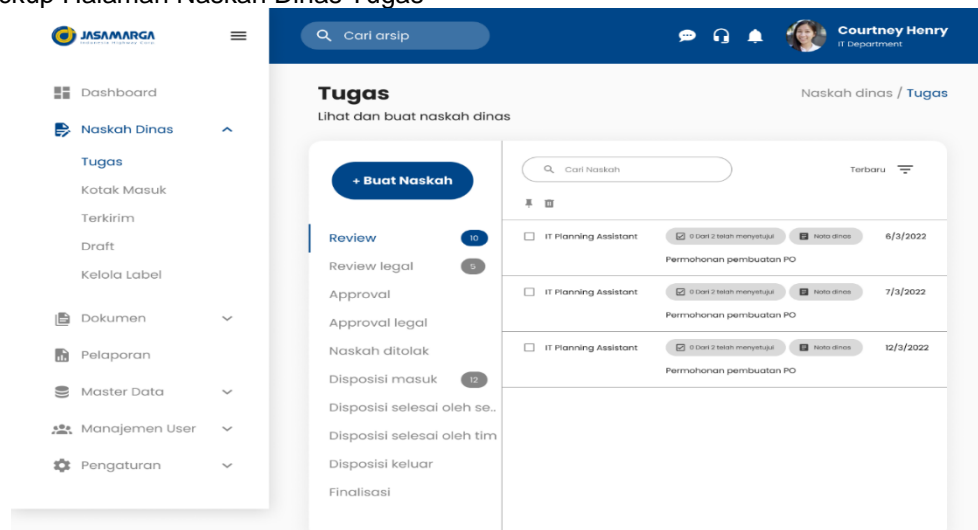 ckup Halaman Naskah Dinas Tugas
JASAMARGA
Cari arsip
Courtney Henry
IT Department
Dashboard
Naskah Dinas
Tugas
Kotak Masuk
Terkirim
Draft
Kelola Label
Dokumen
Pelaporan
Master Data
Manajemen User
Pengaturan
Tugas
Lihat dan buat naskah dinas
Naskah dinas / Tugas
+ Buat Naskah
Review 10
Review legal 5
Approval
Approval legal
Naskah ditolak
Disposisi masuk 12
Disposisi selesai oleh se..
Disposisi selesai oleh tim
Disposisi keluar
Finalisasi
Cari Naskah
Terbaru
IT Planning Assistant 0 Dari 2 telah menyetujui Nota dinas 6/3/2022
Permohonan pembuatan PO
IT Planning Assistant 0 Dari 2 telah menyetujui Nota dinas 7/3/2022
Permohonan pembuatan PO
IT Planning Assistant 0 Dari 2 telah menyetujui Nota dinas 12/3/2022
Permohonan pembuatan PO